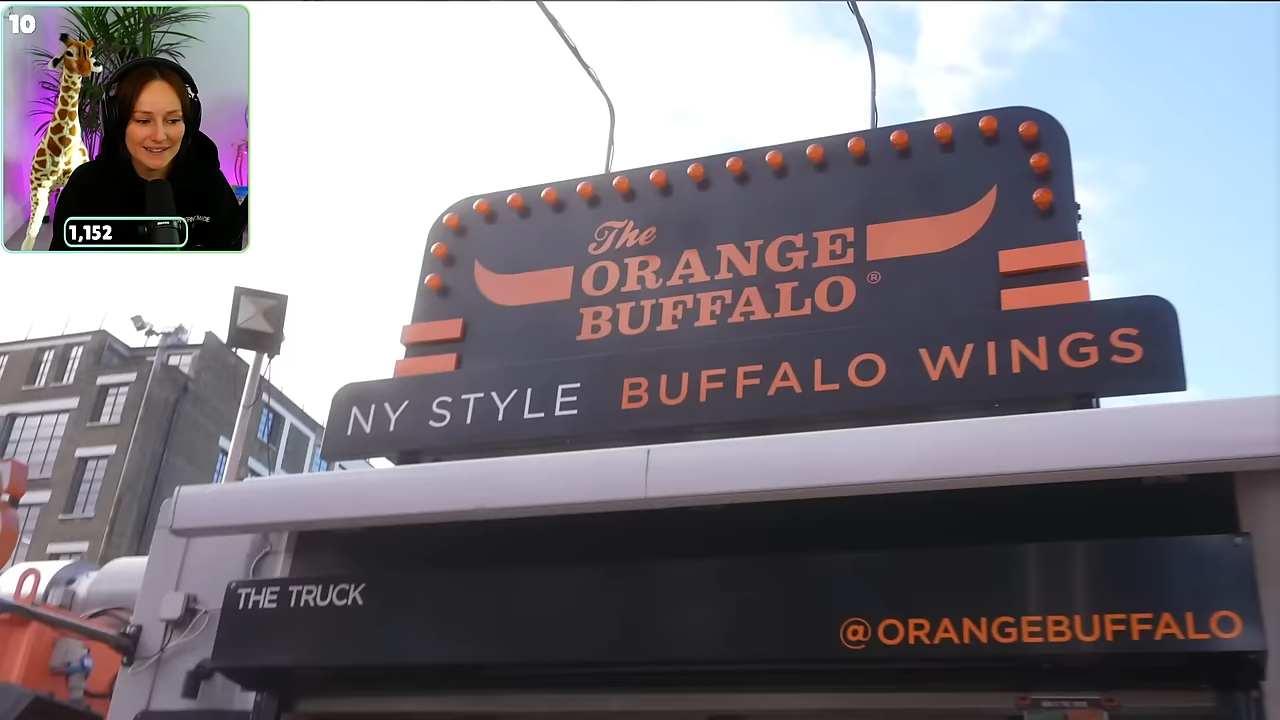 10
1,152
The
ORANGE
BUFFALO®
NY STYLE BUFFALO WINGS
THE TRUCK
@ORANGEBUFFALO